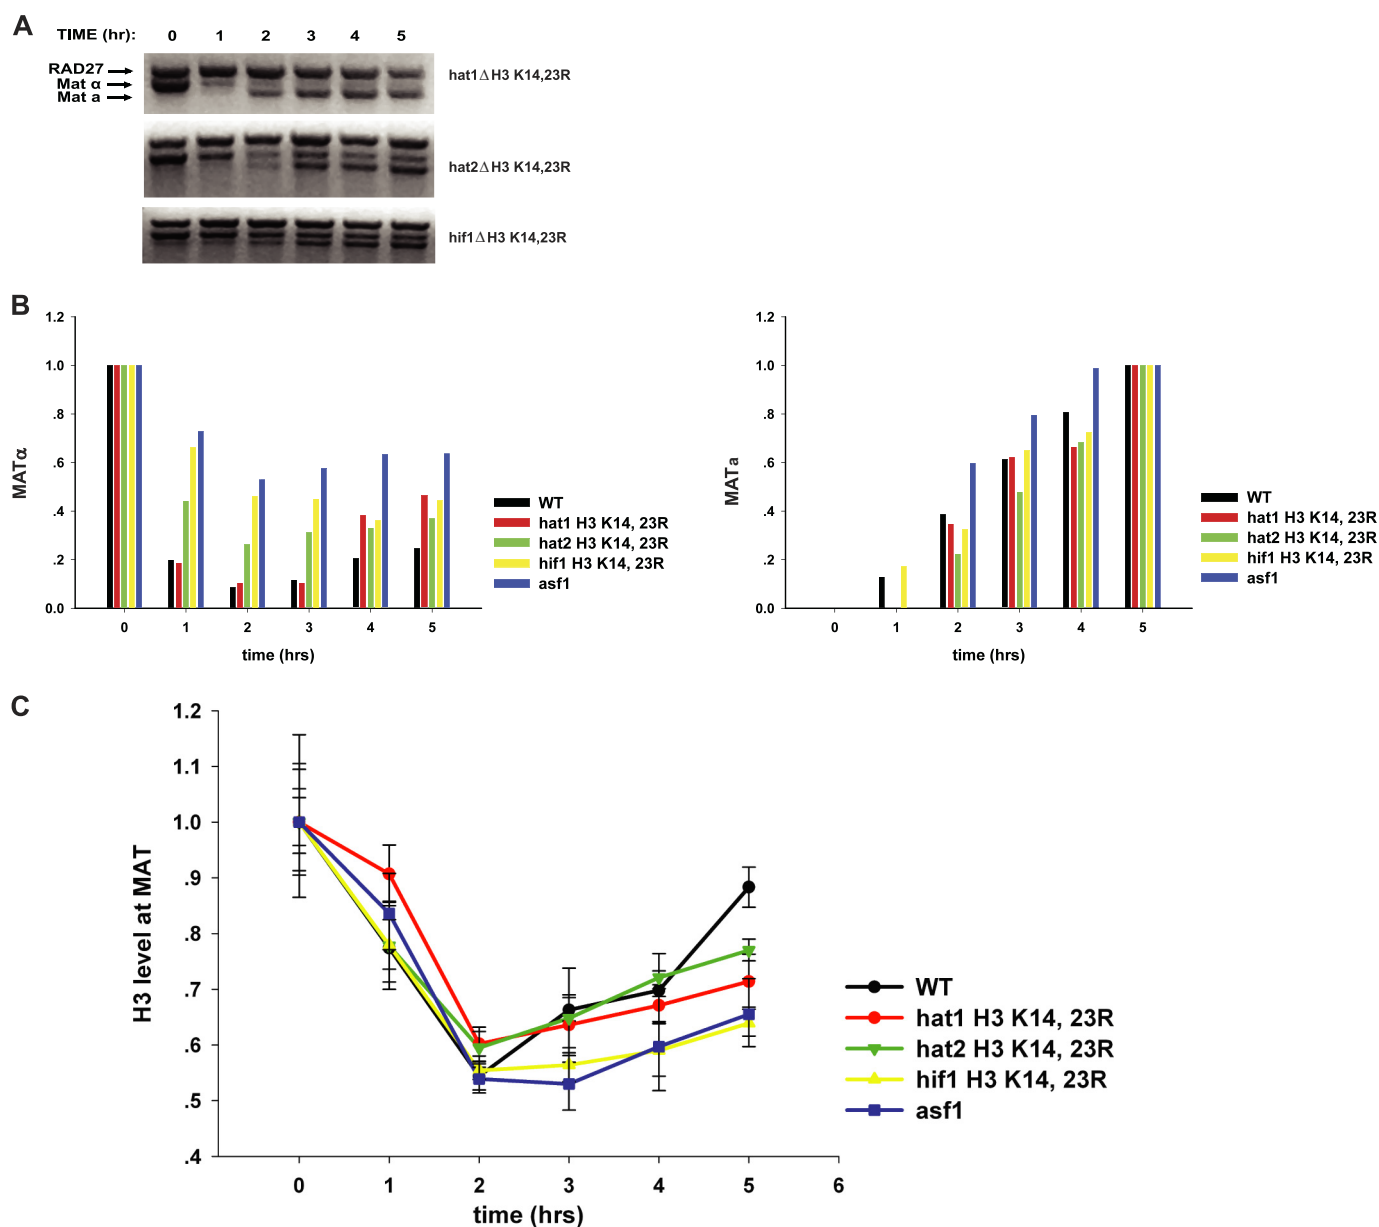 A
TIME (hr): 0 1 2 3 4 5
RAD27
Mat α
Mat a
hat1Δ H3 K14,23R
hat2Δ H3 K14,23R
hif1Δ H3 K14,23R
B
1.2
1.0
.8
.6
.4
.2
0.0
MATα
0 1 2 3 4 5
time (hrs)
WT
hat1 H3 K14, 23R
hat2 H3 K14, 23R
hif1 H3 K14, 23R
asf1
1.2
1.0
.8
.6
.4
.2
0.0
MATa
0 1 2 3 4 5
time (hrs)
WT
hat1 H3 K14, 23R
hat2 H3 K14, 23R
hif1 H3 K14, 23R
asf1
C
1.2
1.1
1.0
.9
.8
.7
.6
.5
.4
H3 level at MAT
0 1 2 3 4 5 6
time (hrs)
WT
hat1 H3 K14, 23R
hat2 H3 K14, 23R
hif1 H3 K14, 23R
asf1